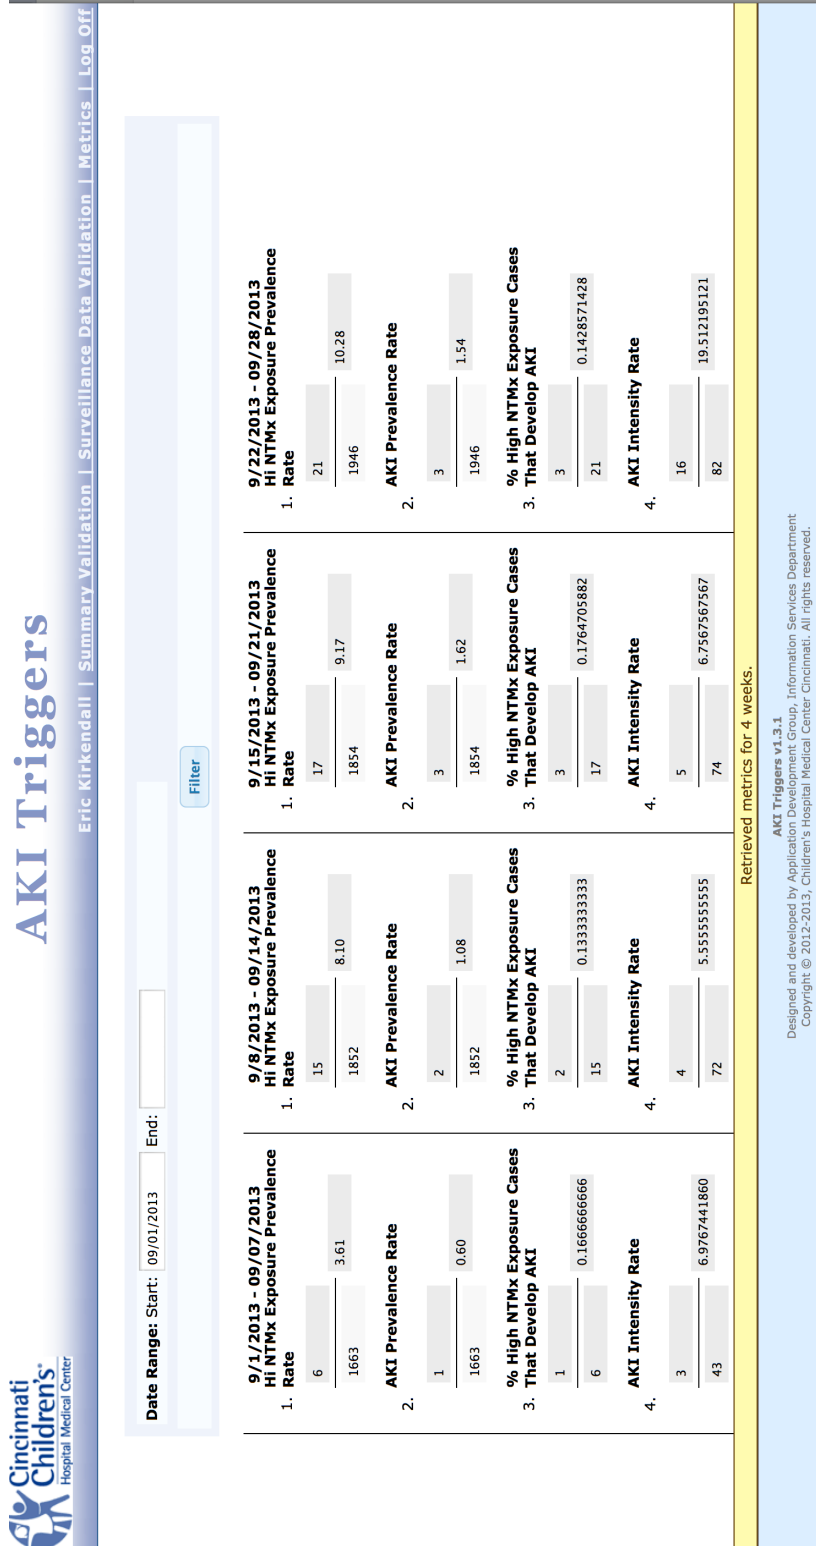 Cincinnati
Children's
Hospital Medical Center
AKI Triggers
Eric Kirkendall | Summary Validation | Surveillance Data Validation | Metrics | Log Off
Date Range: Start: 09/01/2013 End:
Filter
9/1/2013 - 09/07/2013
1. Hi NTMx Exposure Prevalence
Rate
6
1663
3.61
2. AKI Prevalence Rate
1
1663
0.60
3. % High NTMx Exposure Cases
That Develop AKI
1
6
0.1666666666
4. AKI Intensity Rate
3
43
6.9767441860
9/8/2013 - 09/14/2013
1. Hi NTMx Exposure Prevalence
Rate
15
1852
8.10
2. AKI Prevalence Rate
2
1852
1.08
3. % High NTMx Exposure Cases
That Develop AKI
2
15
0.1333333333
4. AKI Intensity Rate
4
72
5.5555555555
9/15/2013 - 09/21/2013
1. Hi NTMx Exposure Prevalence
Rate
17
1854
9.17
2. AKI Prevalence Rate
3
1854
1.62
3. % High NTMx Exposure Cases
That Develop AKI
3
17
0.1764705882
4. AKI Intensity Rate
5
74
6.7567567567
9/22/2013 - 09/28/2013
1. Hi NTMx Exposure Prevalence
Rate
21
1946
10.28
2. AKI Prevalence Rate
3
1946
1.54
3. % High NTMx Exposure Cases
That Develop AKI
3
21
0.1428571428
4. AKI Intensity Rate
16
82
19.512195121
Retrieved metrics for 4 weeks.
AKI Triggers v1.3.1
Designed and developed by Application Development Group, Information Services Department
Copyright © 2012-2013, Children's Hospital Medical Center Cincinnati. All rights reserved.